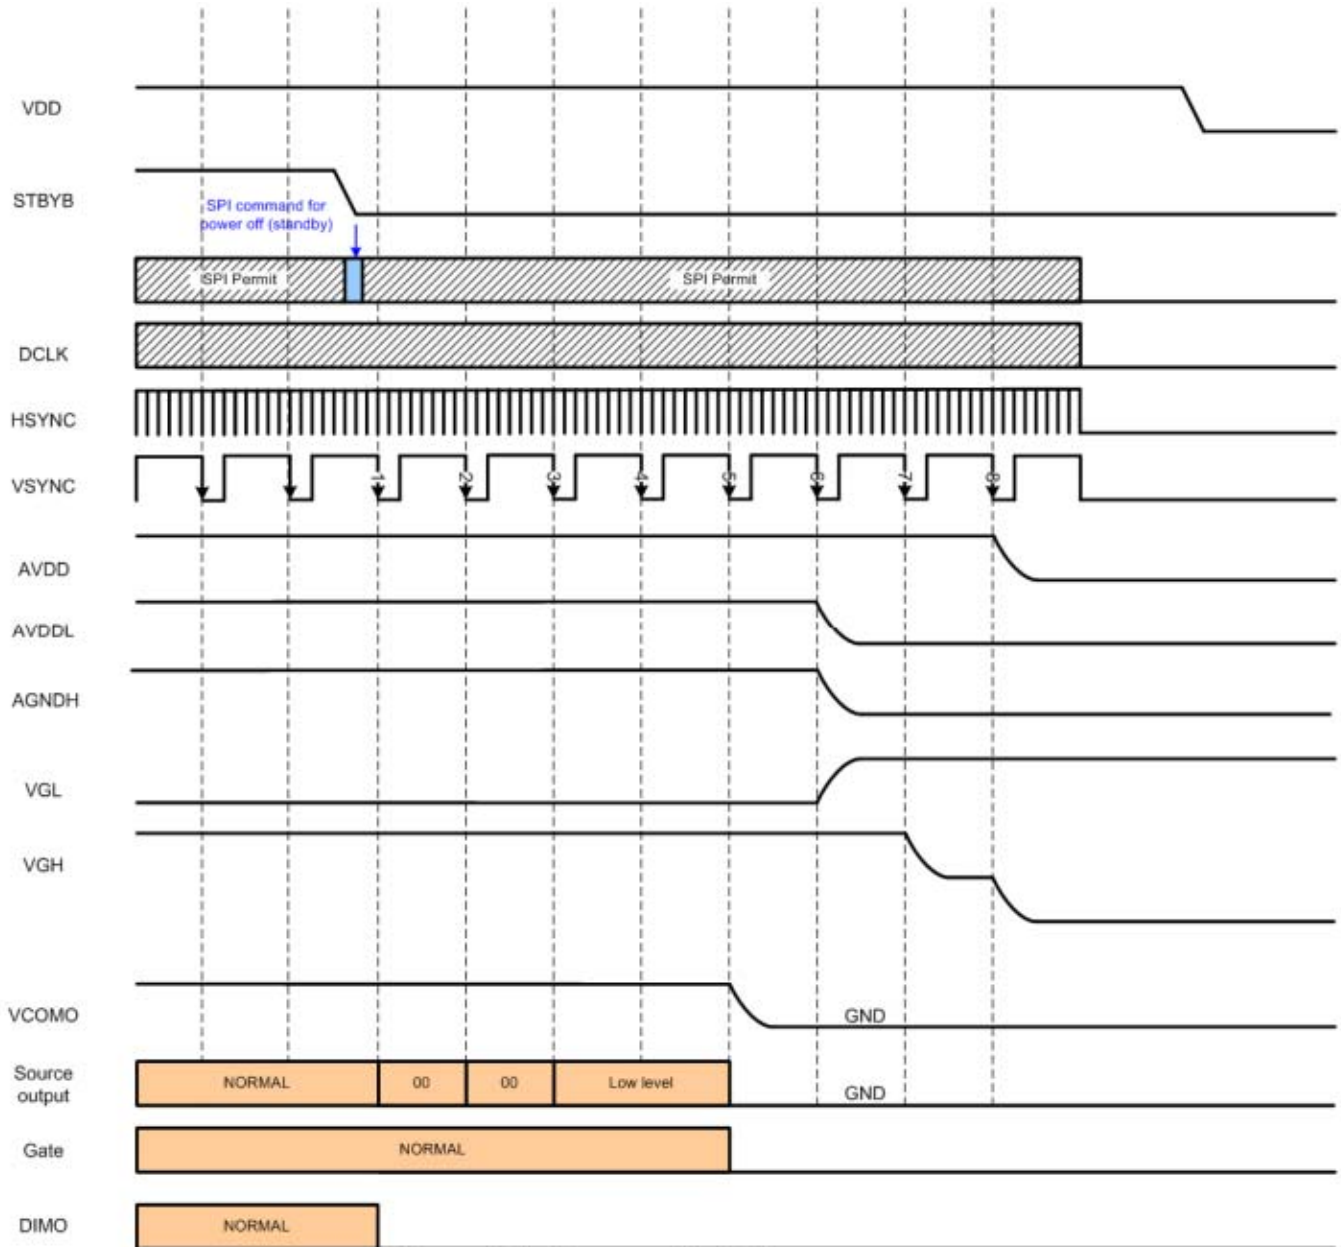 VDD
STBYB
SPI command for
power off (standby)
SPI Permit
SPI Permit
DCLK
HSYNC
VSYNC
1
2
3
4
5
6
7
8
AVDD
AVDDL
AGNDH
VGL
VGH
VCOMO
GND
Source
output
NORMAL
00
00
Low level
GND
Gate
NORMAL
DIMO
NORMAL